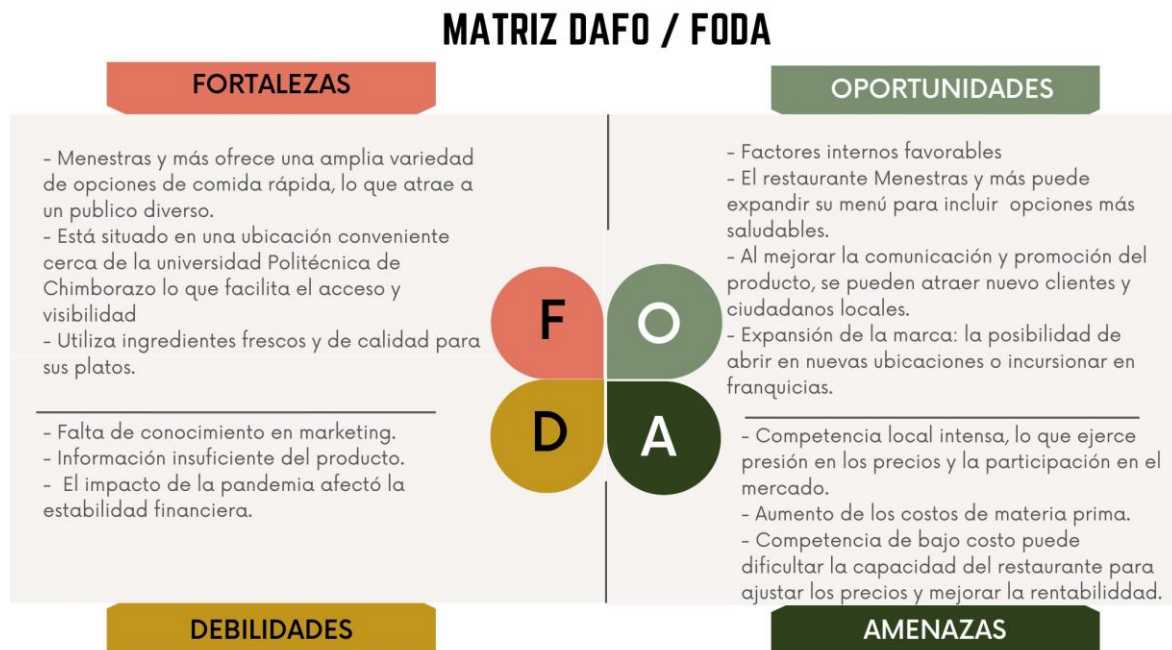 MATRIZ DAFO / FODA
FORTALEZAS
- Menestras y más ofrece una amplia variedad
de opciones de comida rápida, lo que atrae a
un publico diverso.
- Está situado en una ubicación conveniente
cerca de la universidad Politécnica de
Chimborazo lo que facilita el acceso y
visibilidad
- Utiliza ingredientes frescos y de calidad para
sus platos.
OPORTUNIDADES
- Factores internos favorables
- El restaurante Menestras y más puede
expandir su menú para incluir opciones más
saludables.
- Al mejorar la comunicación y promoción del
producto, se pueden atraer nuevo clientes y
ciudadanos locales.
- Expansión de la marca: la posibilidad de
abrir en nuevas ubicaciones o incursionar en
franquicias.
F
O
D
A
- Falta de conocimiento en marketing.
- Información insuficiente del producto.
- El impacto de la pandemia afectó la
estabilidad financiera.
DEBILIDADES
- Competencia local intensa, lo que ejerce
presión en los precios y la participación en el
mercado.
- Aumento de los costos de materia prima.
- Competencia de bajo costo puede
dificultar la capacidad del restaurante para
ajustar los precios y mejorar la rentabiliddad.
AMENAZAS